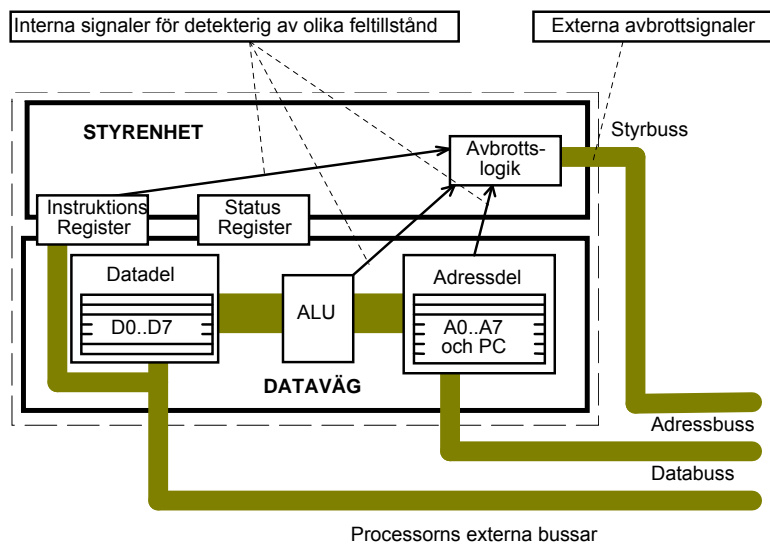 Interna signaler för detekterig av olika feltillstånd
Externa avbrottsignaler
STYRENHET
Avbrotts-
logik
Styrbuss
Instruktions
Register
Status
Register
Datadel
D0..D7
ALU
Adressdel
A0..A7
och PC
DATAVÄG
Adressbuss
Databuss
Processorns externa bussar